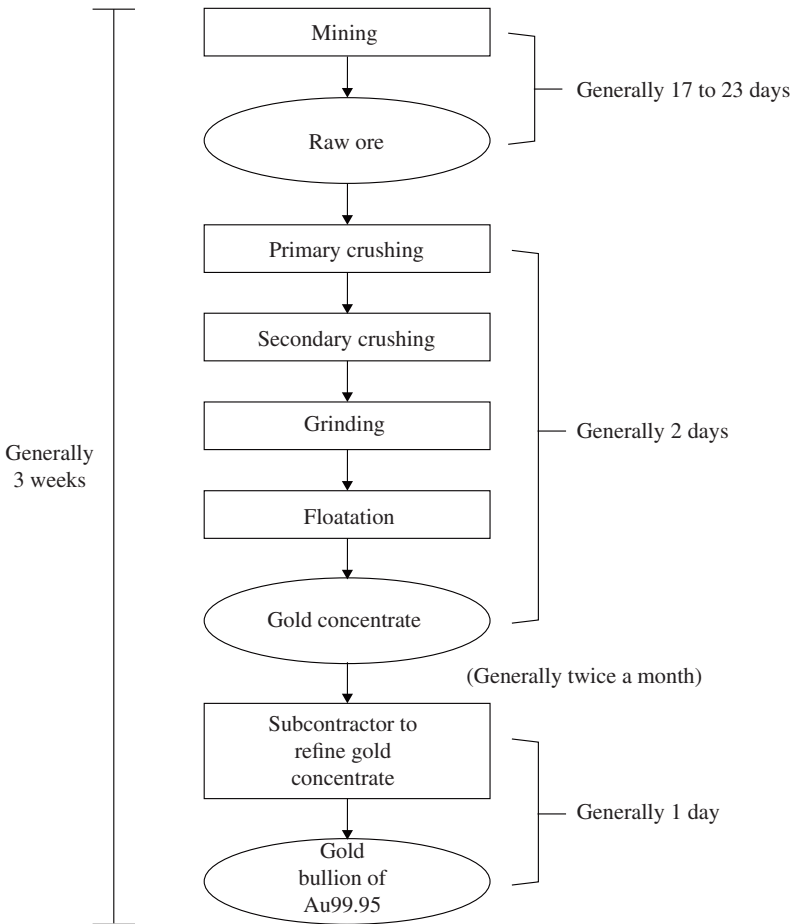 Mining
Generally 17 to 23 days
Raw ore
Primary crushing
Secondary crushing
Grinding
Generally 2 days
Generally
3 weeks
Floatation
Gold concentrate
(Generally twice a month)
Subcontractor to
refine gold
concentrate
Generally 1 day
Gold
bullion of
Au99.95